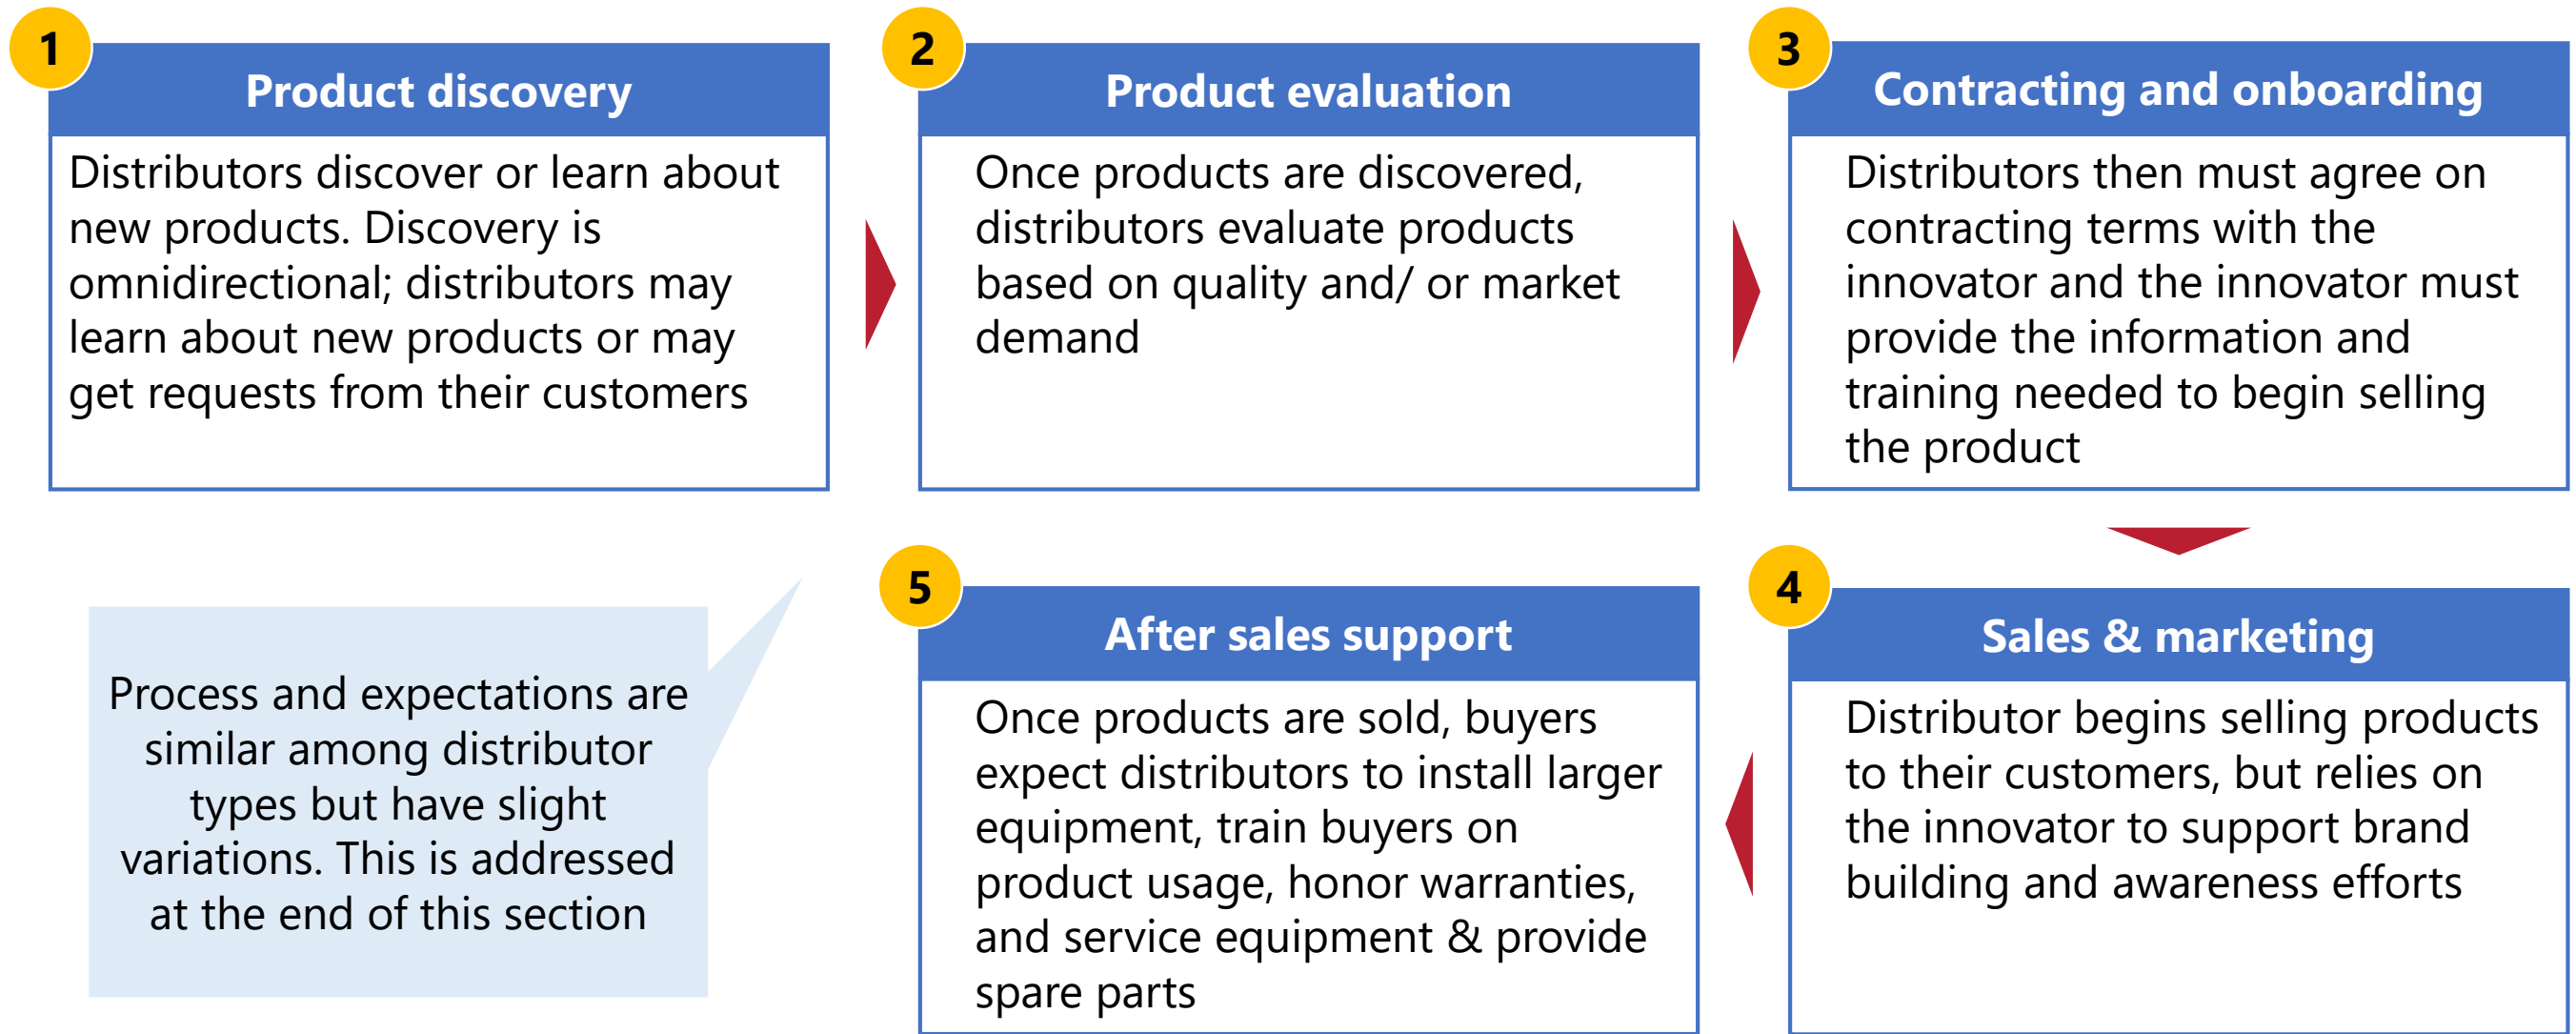 1
Product discovery
Distributors discover or learn about
new products. Discovery is
omnidirectional; distributors may
learn about new products or may
get requests from their customers
2
Product evaluation
Once products are discovered,
distributors evaluate products
based on quality and/ or market
demand
3
Contracting and onboarding
Distributors then must agree on
contracting terms with the
innovator and the innovator must
provide the information and
training needed to begin selling
the product
4
Sales & marketing
Distributor begins selling products
to their customers, but relies on
the innovator to support brand
building and awareness efforts
5
After sales support
Once products are sold, buyers
expect distributors to install larger
equipment, train buyers on
product usage, honor warranties,
and service equipment & provide
spare parts
Process and expectations are
similar among distributor
types but have slight
variations. This is addressed
at the end of this section